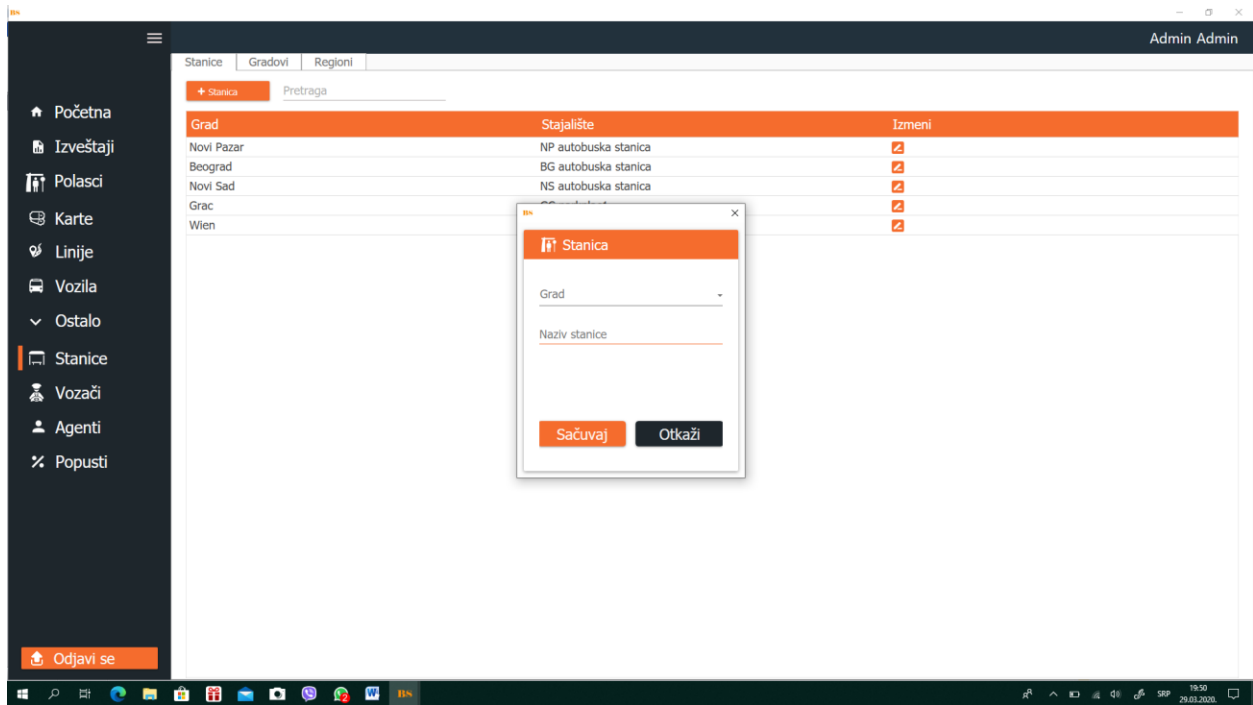 BS
Admin Admin
Stanice Gradovi Regioni
+ Stanica Pretraga
Početna
Izveštaji
Polasci
Karte
Linije
Vozila
Ostalo
Stanice
Vozači
Agenti
Popusti
Odjavi se
Grad Stajalište Izmeni
Novi Pazar NP autobuska stanica
Beograd BG autobuska stanica
Novi Sad NS autobuska stanica
Grac
Wien
BS
Stanica
Grad
Naziv stanice
Sačuvaj Otkaži
2 W BS SRP 19:50
29.03.2020.